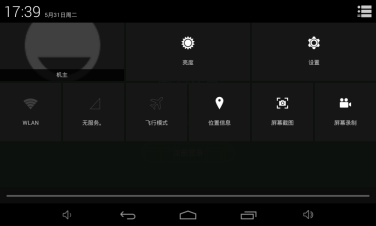 17:39 5月31日周二
机主
亮度
设置
WLAN
无服务。
飞行模式
位置信息
屏幕截图
屏幕录制